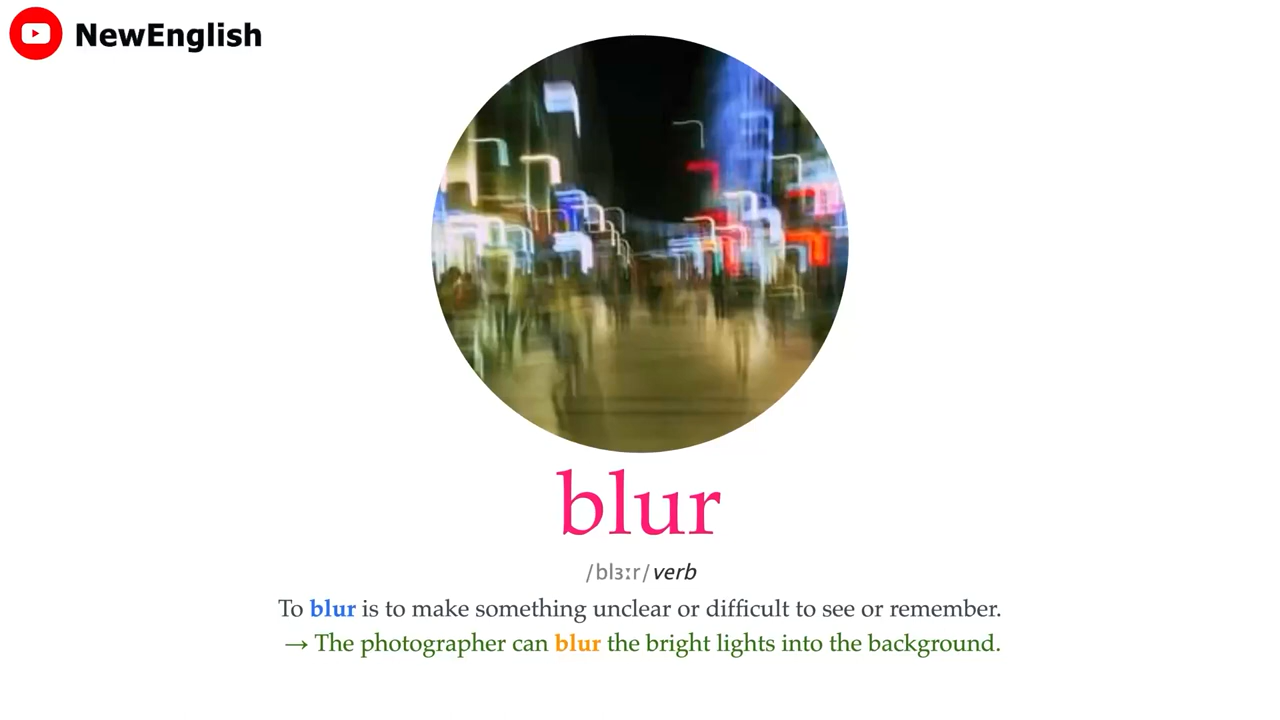 NewEnglish
blur
/blɜːr/ verb
To blur is to make something unclear or difficult to see or remember.
→ The photographer can blur the bright lights into the background.